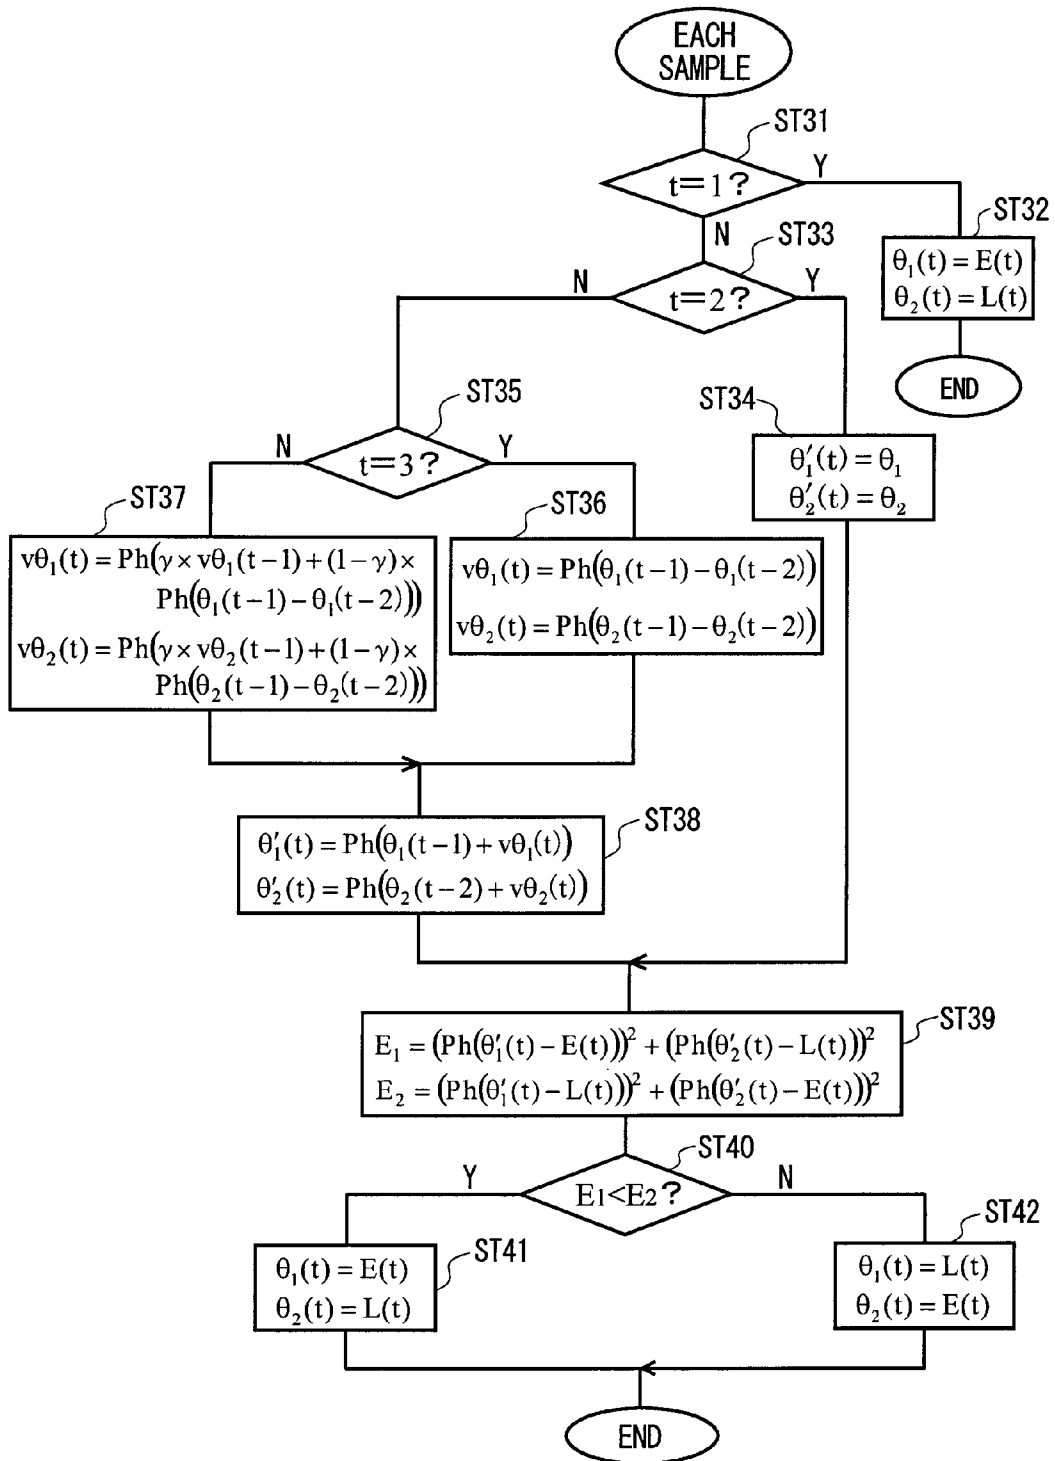 EACH
SAMPLE
ST31
t=1?
Y
N
ST32
θ₁(t) = E(t)
θ₂(t) = L(t)
END
ST33
t=2?
Y
N
ST34
θ′₁(t) = θ₁
θ′₂(t) = θ₂
ST35
t=3?
N
Y
ST37
vθ₁(t) = Ph(γ × vθ₁(t−1) + (1−γ) ×
Ph(θ₁(t−1) − θ₁(t−2)))
vθ₂(t) = Ph(γ × vθ₂(t−1) + (1−γ) ×
Ph(θ₂(t−1) − θ₂(t−2)))
ST36
vθ₁(t) = Ph(θ₁(t−1) − θ₁(t−2))
vθ₂(t) = Ph(θ₂(t−1) − θ₂(t−2))
ST38
θ′₁(t) = Ph(θ₁(t−1) + vθ₁(t))
θ′₂(t) = Ph(θ₂(t−2) + vθ₂(t))
ST39
E₁ = (Ph(θ′₁(t) − E(t)))² + (Ph(θ′₂(t) − L(t)))²
E₂ = (Ph(θ′₁(t) − L(t)))² + (Ph(θ′₂(t) − E(t)))²
ST40
E1<E2?
Y
N
ST41
θ₁(t) = E(t)
θ₂(t) = L(t)
ST42
θ₁(t) = L(t)
θ₂(t) = E(t)
END